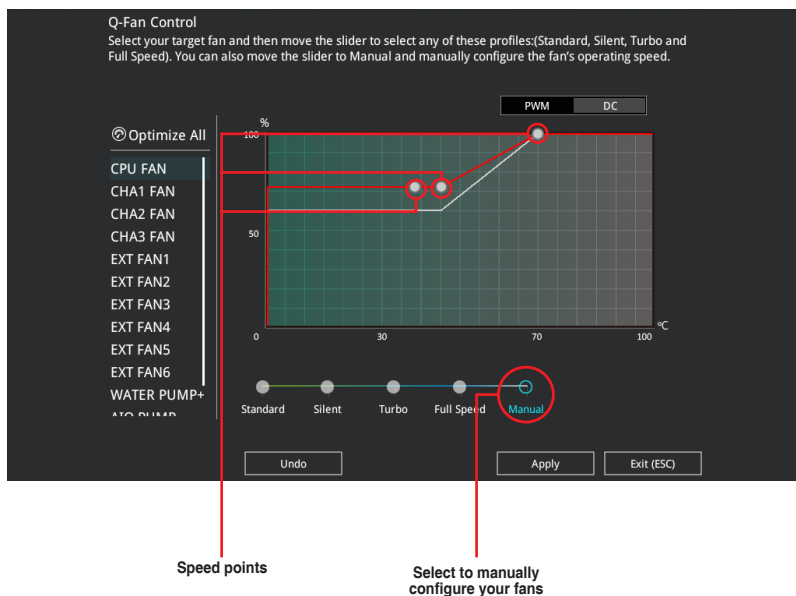 Q-Fan Control
Select your target fan and then move the slider to select any of these profiles:(Standard, Silent, Turbo and
Full Speed). You can also move the slider to Manual and manually configure the fan's operating speed.
PWM DC
Optimize All
%
100
CPU FAN
CHA1 FAN
CHA2 FAN
CHA3 FAN
50
EXT FAN1
EXT FAN2
EXT FAN3
EXT FAN4
EXT FAN5
EXT FAN6
WATER PUMP+
AIO PUMP
°C
0 30 70 100
Standard Silent Turbo Full Speed Manual
Undo Apply Exit (ESC)
Speed points
Select to manually
configure your fans